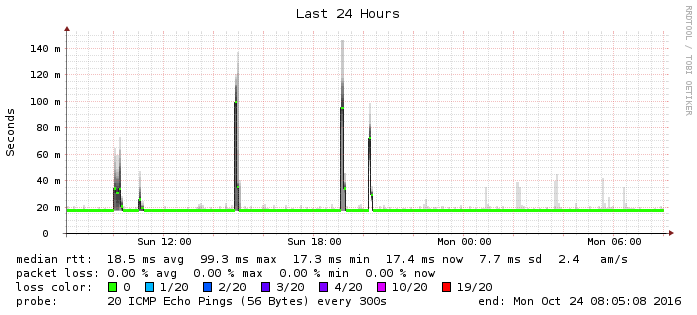 Last 24 Hours
RRDTOOL / TOBI OETIKER
Seconds
140 m
120 m
100 m
80 m
60 m
40 m
20 m
0
Sun 12:00 Sun 18:00 Mon 00:00 Mon 06:00
median rtt: 18.5 ms avg 99.3 ms max 17.3 ms min 17.4 ms now 7.7 ms sd 2.4 am/s
packet loss: 0.00 % avg 0.00 % max 0.00 % min 0.00 % now
loss color: 0 1/20 2/20 3/20 4/20 10/20 19/20
probe: 20 ICMP Echo Pings (56 Bytes) every 300s end: Mon Oct 24 08:05:08 2016